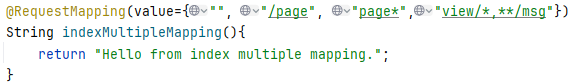 @RequestMapping(value={"", "/page", "page*","view/*,**/msg"})
String indexMultipleMapping(){
    return "Hello from index multiple mapping.";
}